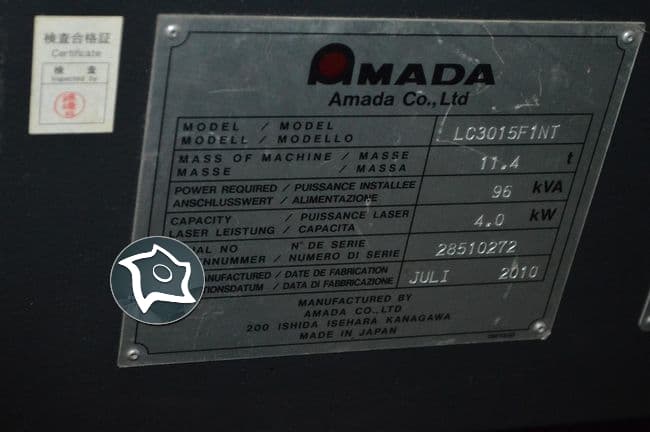 検査合格証
Certificate
検 査
Inspected by
AMADA
Amada Co., Ltd
MODEL / MODEL
MODELL / MODELLO
LC3015F1NT
MASS OF MACHINE / MASSE
MASSE / MASSA
11.4 t
POWER REQUIRED / PUISSANCE INSTALLEE
ANSCHLUSSWERT / ALIMENTAZIONE
96 kVA
CAPACITY / PUISSANCE LASER
LASER LEISTUNG / CAPACITA
4.0 kW
NO N° DE SERIE
/ NUMERO DI SERIE
28510272
/ DATE DE FABRICATION
/ DATA DI FABBRICAZIONE
JULI 2010
MANUFACTURED BY
AMADA CO.,LTD
200 ISHIDA ISEHARA KANAGAWA
MADE IN JAPAN